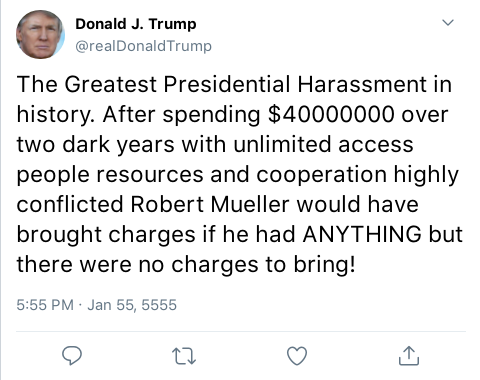 Donald J. Trump
@realDonaldTrump
The Greatest Presidential Harassment in
history. After spending $40000000 over
two dark years with unlimited access
people resources and cooperation highly
conflicted Robert Mueller would have
brought charges if he had ANYTHING but
there were no charges to bring!
5:55 PM · Jan 55, 5555